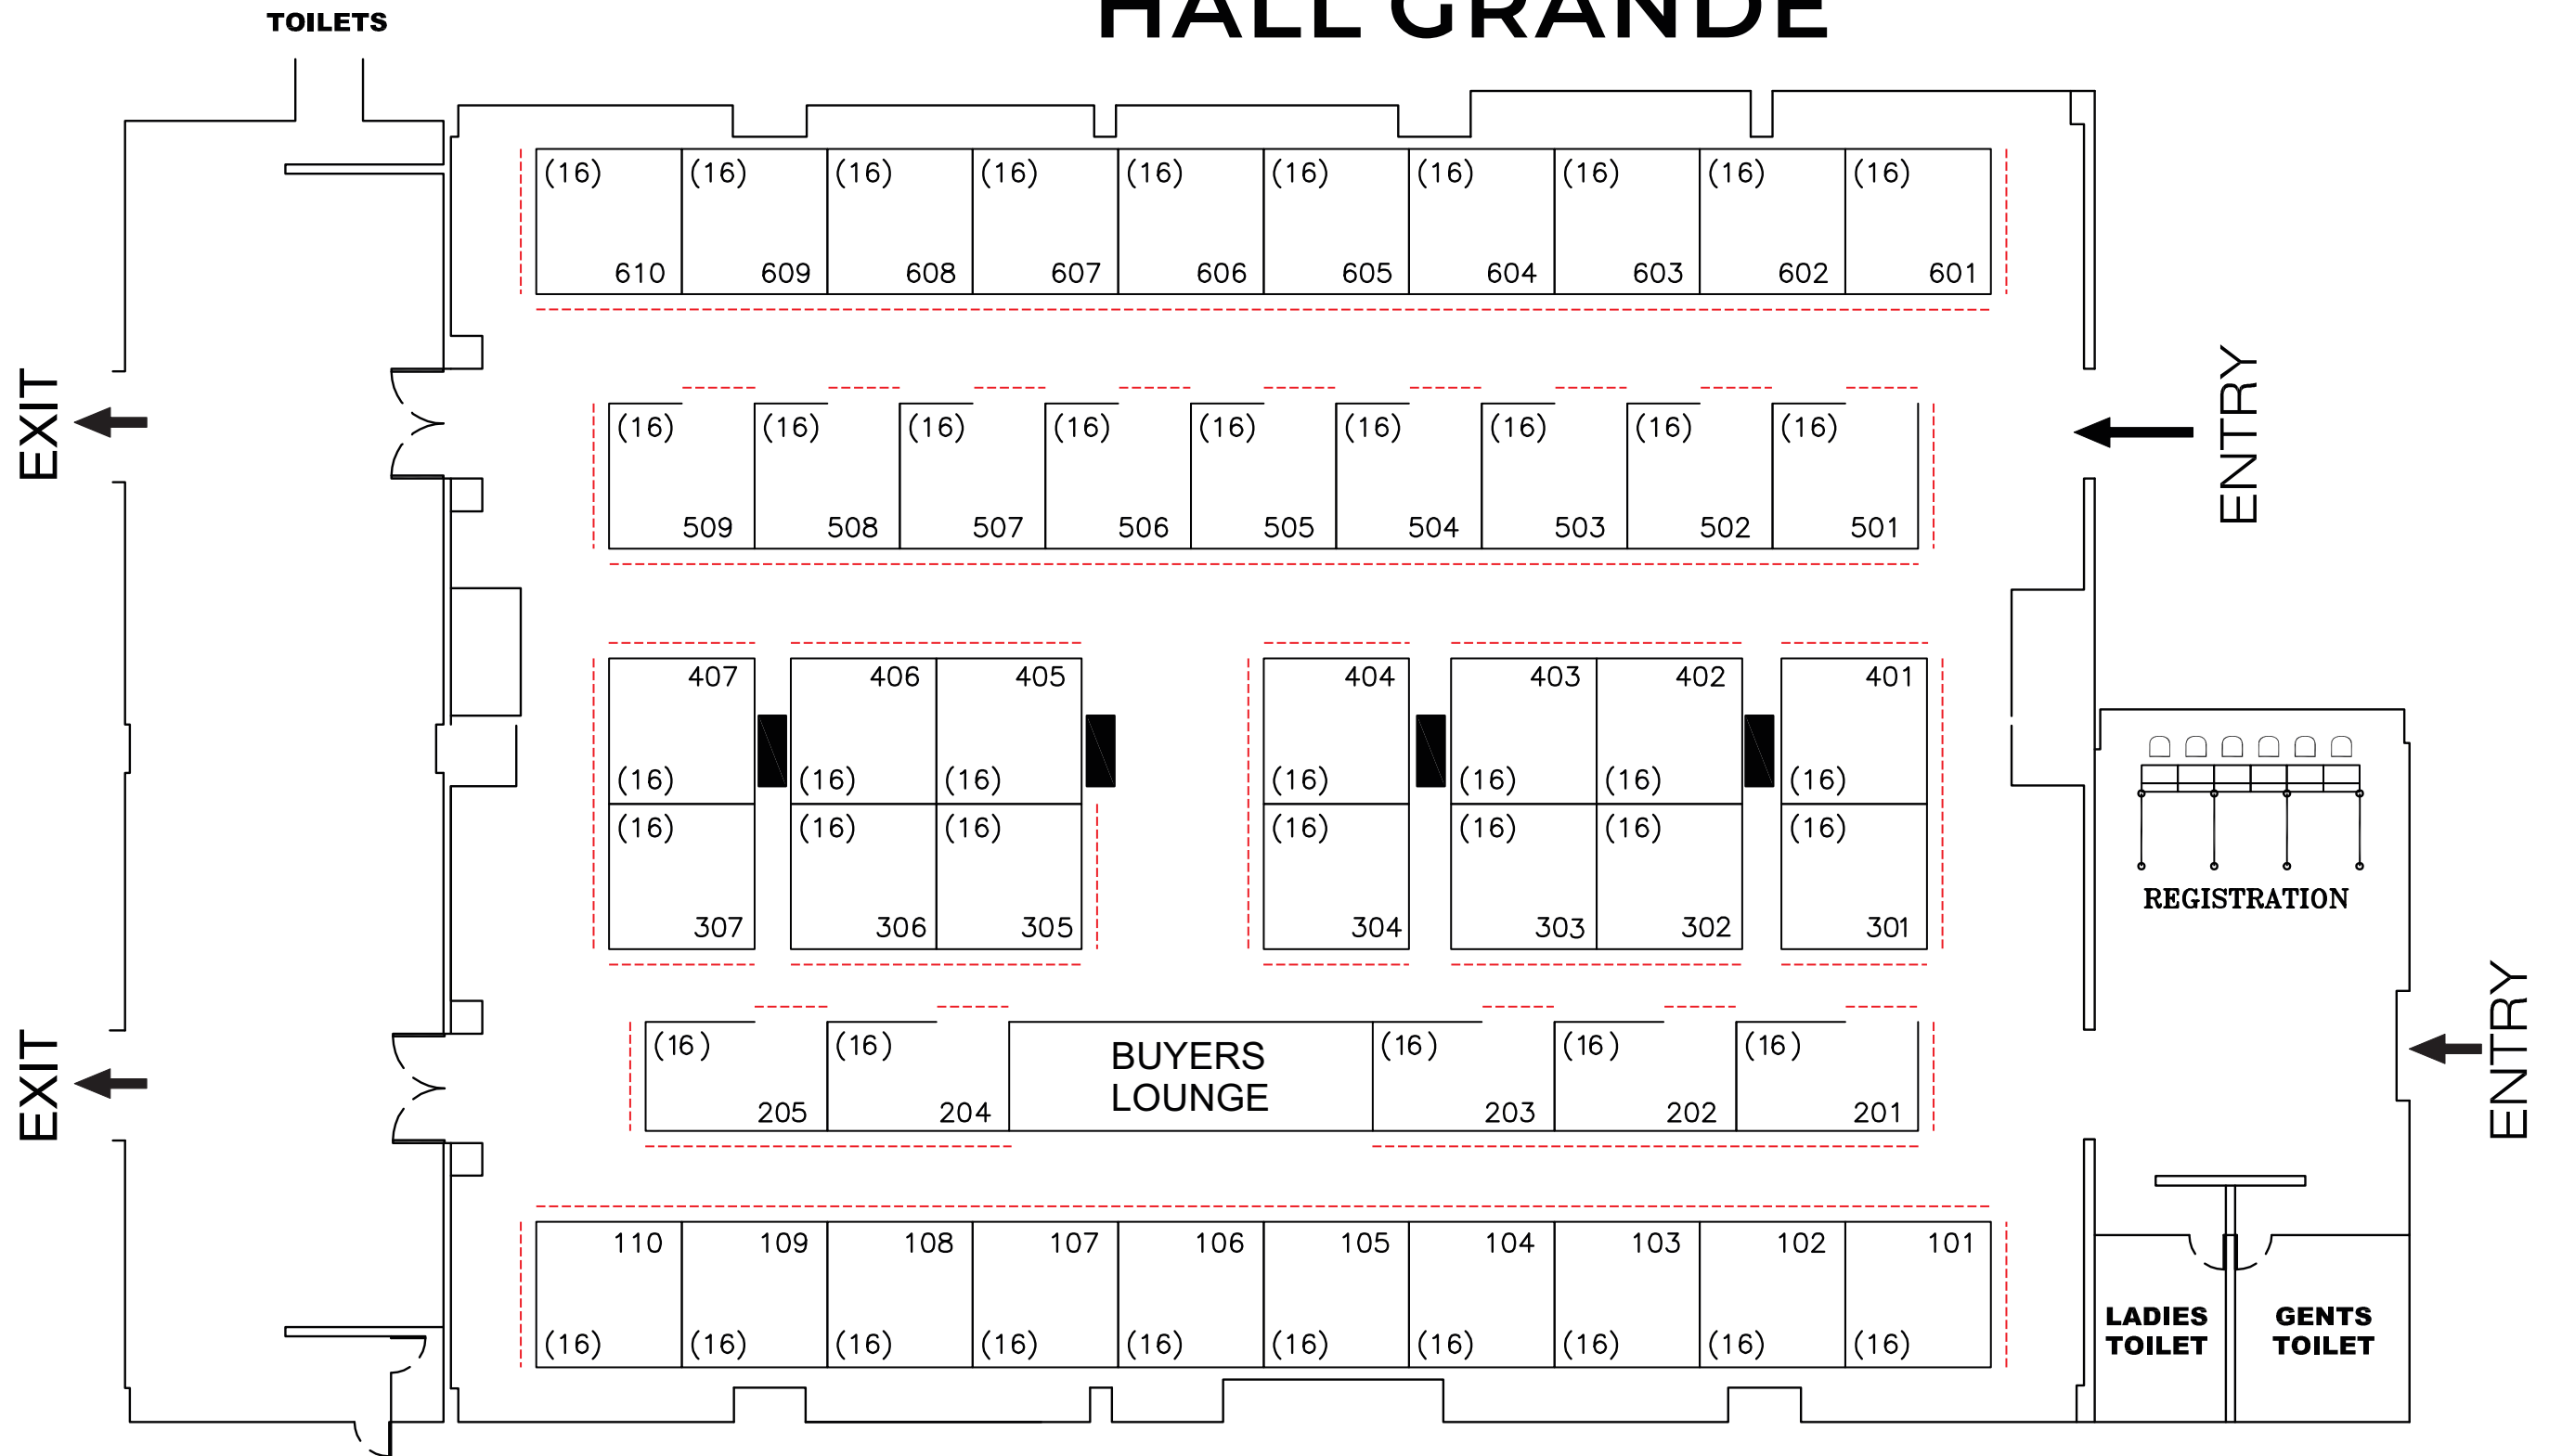 TOILETS
HALL GRANDE
(16) (16) (16) (16) (16) (16) (16) (16) (16) (16)
610 609 608 607 606 605 604 603 602 601
EXIT
ENTRY
(16) (16) (16) (16) (16) (16) (16) (16) (16)
509 508 507 506 505 504 503 502 501
407 406 405 404 403 402 401
(16) (16) (16) (16) (16) (16) (16)
(16) (16) (16) (16) (16) (16) (16)
307 306 305 304 303 302 301
REGISTRATION
EXIT
ENTRY
(16) (16) (16) (16) (16)
BUYERS
LOUNGE
205 204 203 202 201
110 109 108 107 106 105 104 103 102 101
(16) (16) (16) (16) (16) (16) (16) (16) (16) (16)
LADIES
TOILET
GENTS
TOILET